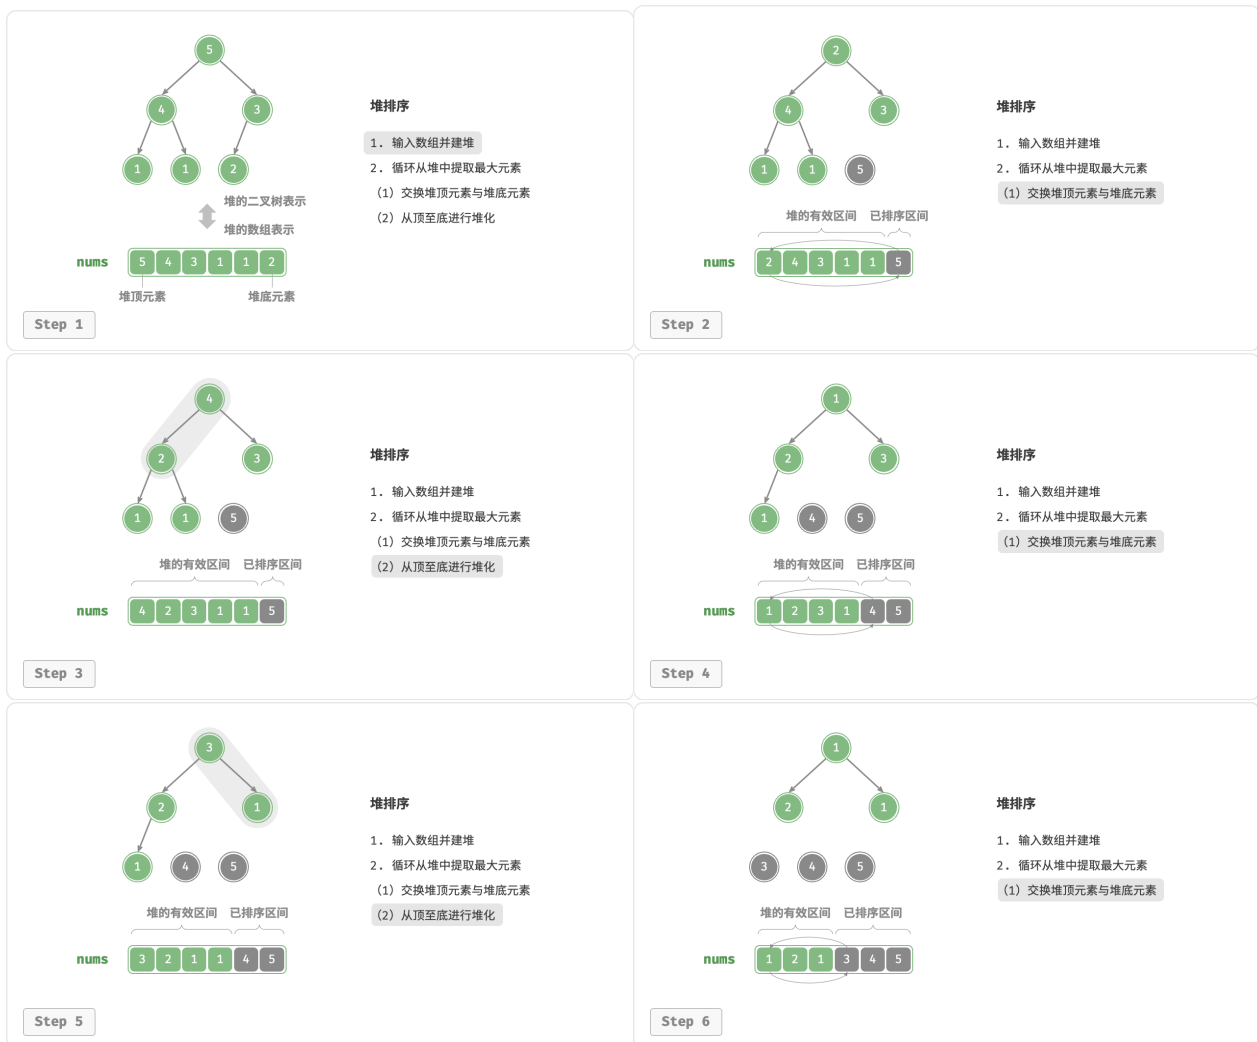 5
4 3
1 1 2
堆的二叉树表示
堆的数组表示
nums 5 4 3 1 1 2
堆顶元素 堆底元素
堆排序
1. 输入数组并建堆
2. 循环从堆中提取最大元素
（1）交换堆顶元素与堆底元素
（2）从顶至底进行堆化
Step 1
2
4 3
1 1 5
堆的有效区间 已排序区间
nums 2 4 3 1 1 5
堆排序
1. 输入数组并建堆
2. 循环从堆中提取最大元素
（1）交换堆顶元素与堆底元素
Step 2
4
2 3
1 1 5
堆的有效区间 已排序区间
nums 4 2 3 1 1 5
堆排序
1. 输入数组并建堆
2. 循环从堆中提取最大元素
（1）交换堆顶元素与堆底元素
（2）从顶至底进行堆化
Step 3
1
2 3
1 4 5
堆的有效区间 已排序区间
nums 1 2 3 1 4 5
堆排序
1. 输入数组并建堆
2. 循环从堆中提取最大元素
（1）交换堆顶元素与堆底元素
Step 4
3
2 1
1 4 5
堆的有效区间 已排序区间
nums 3 2 1 1 4 5
堆排序
1. 输入数组并建堆
2. 循环从堆中提取最大元素
（1）交换堆顶元素与堆底元素
（2）从顶至底进行堆化
Step 5
1
2 1
3 4 5
堆的有效区间 已排序区间
nums 1 2 1 3 4 5
堆排序
1. 输入数组并建堆
2. 循环从堆中提取最大元素
（1）交换堆顶元素与堆底元素
Step 6